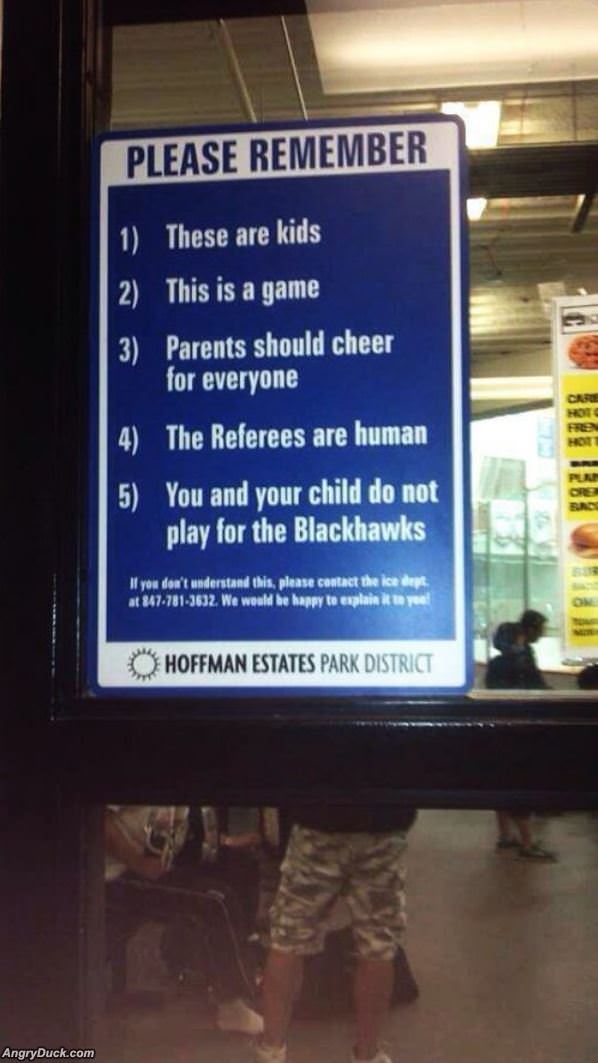 PLEASE REMEMBER
1) These are kids
2) This is a game
3) Parents should cheer
for everyone
4) The Referees are human
5) You and your child do not
play for the Blackhawks
If you don't understand this, please contact the ice dept.
at 847-781-3632. We would be happy to explain it to you!
HOFFMAN ESTATES PARK DISTRICT
HOT
HOT
AngryDuck.com